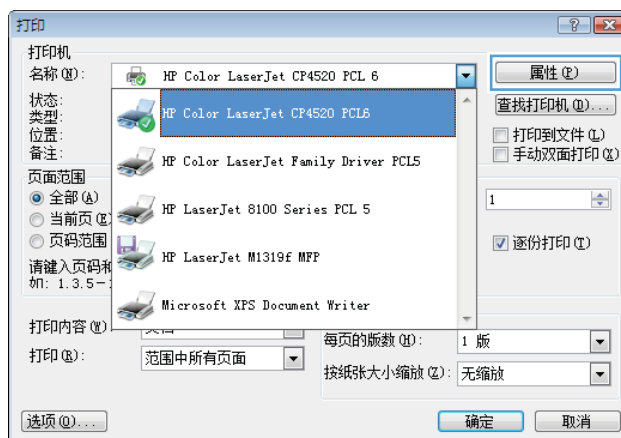 打印
打印机
名称(N): HP Color LaserJet CP4520 PCL 6 属性(P)
状态: HP Color LaserJet CP4520 PCL6 查找打印机(D)...
类型:
位置: 打印到文件(L)
备注: HP Color LaserJet Family Driver PCL5 手动双面打印(X)
页面范围
全部(A) HP LaserJet 8100 Series PCL 5 1
当前页(E)
页码范围 逐份打印(T)
请键入页码和 HP LaserJet M1319f MFP
如: 1.3.5-
Microsoft XPS Document Writer
打印内容(W): 每页的版数(H): 1 版
打印(R): 范围中所有页面 按纸张大小缩放(Z): 无缩放
选项(O)... 确定 取消